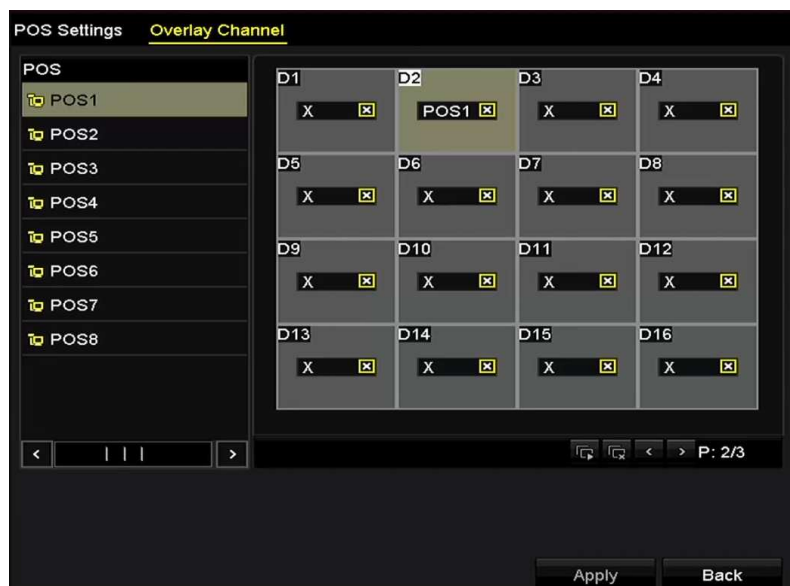 POS Settings Overlay Channel
POS
POS1
POS2
POS3
POS4
POS5
POS6
POS7
POS8
D1 D2 D3 D4
X POS1 X X
D5 D6 D7 D8
X X X X
D9 D10 D11 D12
X X X X
D13 D14 D15 D16
X X X X
P: 2/3
Apply Back